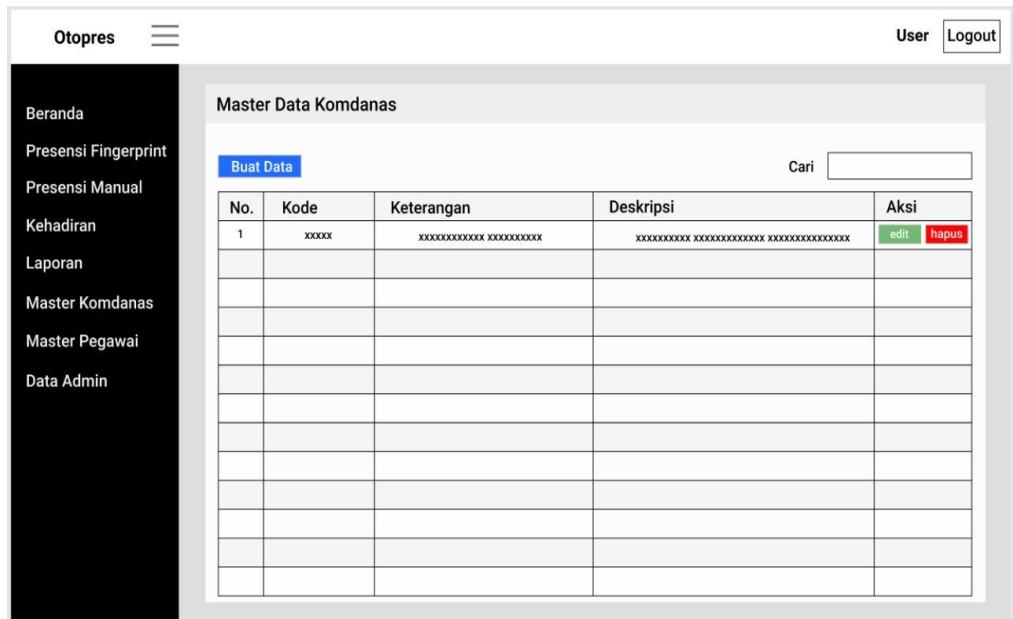 Otopres
User Logout
Beranda
Presensi Fingerprint
Presensi Manual
Kehadiran
Laporan
Master Komdanas
Master Pegawai
Data Admin
Master Data Komdanas
Buat Data Cari
No. Kode Keterangan Deskripsi Aksi
1 xxxxx xxxxxxxxxxxx xxxxxxxxxx xxxxxxxxxx xxxxxxxxxxxxx xxxxxxxxxxxxxxx edit hapus